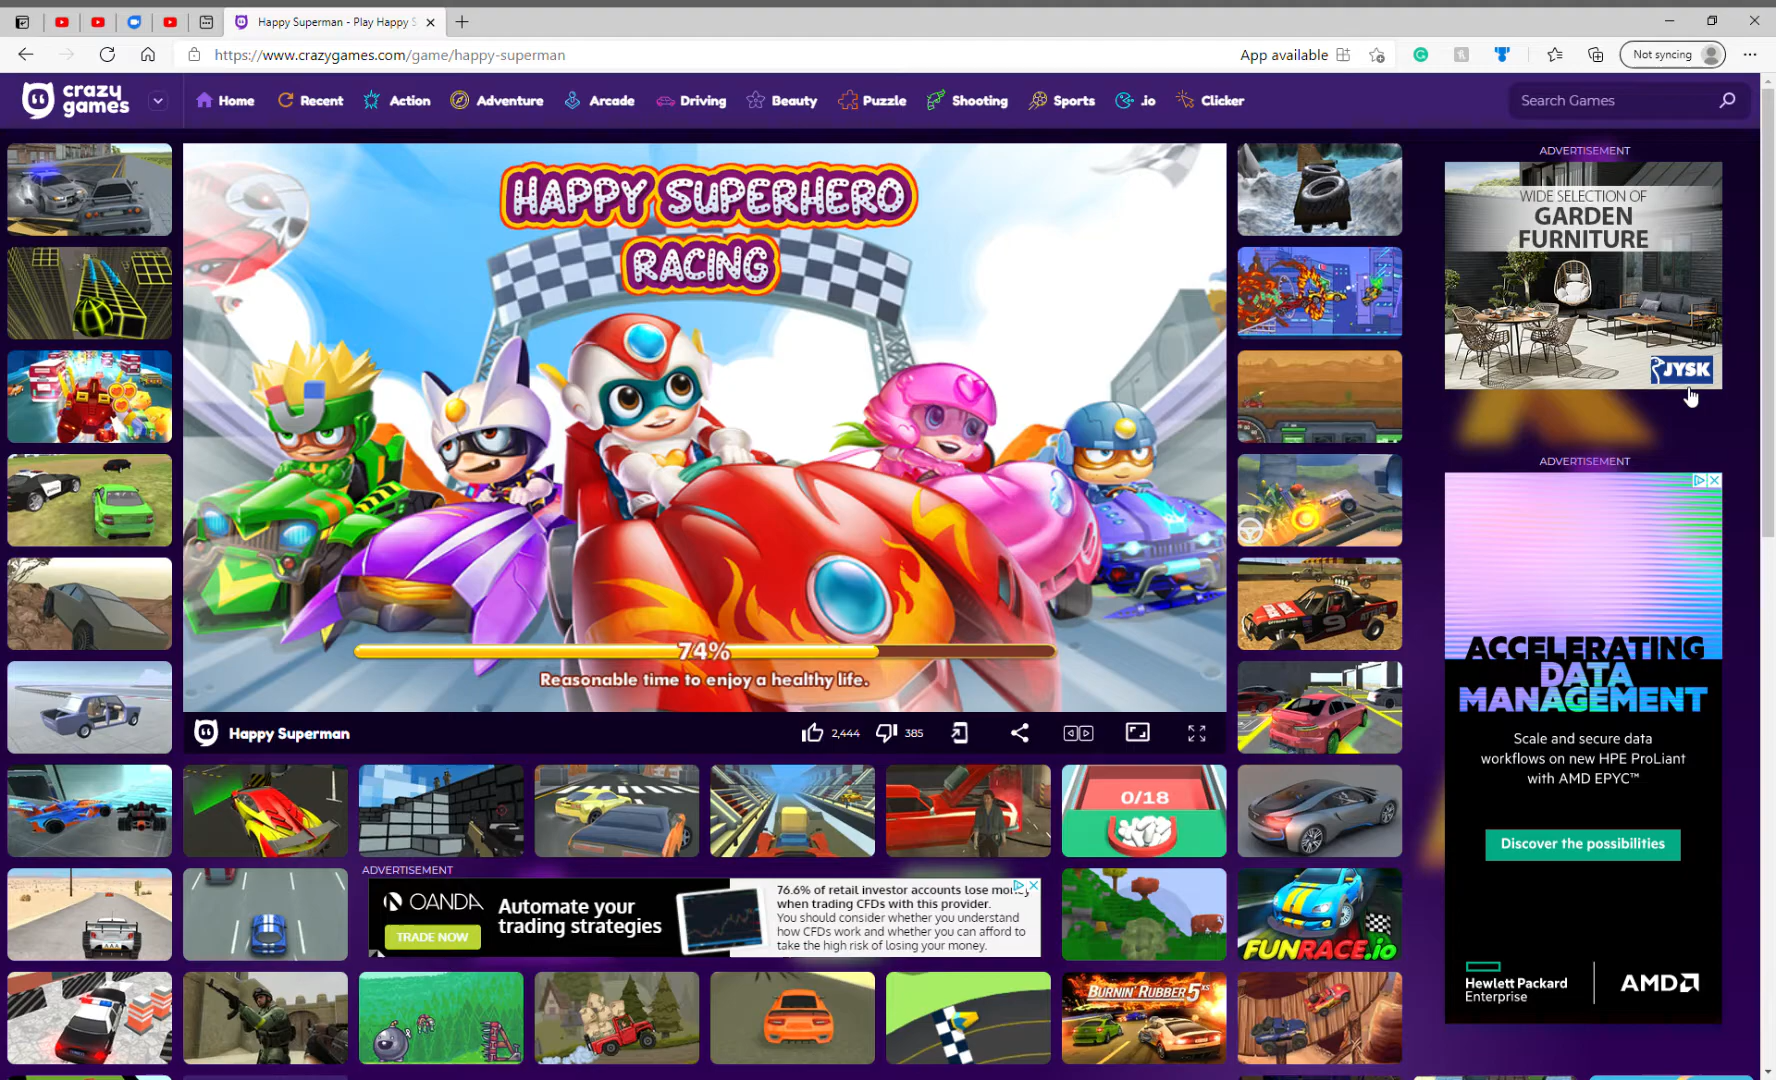 Happy Superman - Play Happy S
https://www.crazygames.com/game/happy-superman
App available
Not syncing
crazy
games
Home
Recent
Action
Adventure
Arcade
Driving
Beauty
Puzzle
Shooting
Sports
.io
Clicker
Search Games
HAPPY SUPERHERO
RACING
74%
Reasonable time to enjoy a healthy life.
Happy Superman
2,444
385
ADVERTISEMENT
WIDE SELECTION OF
GARDEN
FURNITURE
JYSK
ADVERTISEMENT
ACCELERATING
DATA
MANAGEMENT
Scale and secure data
workflows on new HPE ProLiant
with AMD EPYC™
Discover the possibilities
Hewlett Packard
Enterprise
AMD
0/18
ADVERTISEMENT
OANDA
TRADE NOW
Automate your
trading strategies
76.6% of retail investor accounts lose money
when trading CFDs with this provider.
You should consider whether you understand
how CFDs work and whether you can afford to
take the high risk of losing your money.
FUNRACE.io
BURNIN' RUBBER 5 XS
9